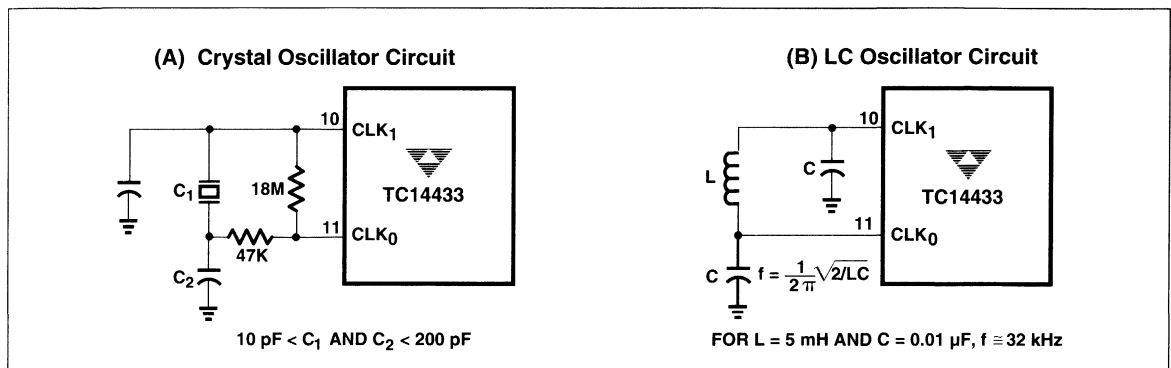 (A) Crystal Oscillator Circuit
10
CLK₁
C₁
18M
TC14433
11
CLK₀
47K
C₂
10 pF < C₁ AND C₂ < 200 pF
(B) LC Oscillator Circuit
10
CLK₁
L
C
TC14433
11
CLK₀
C
f = 1/2π √2/LC
FOR L = 5 mH AND C = 0.01 µF, f ≅ 32 kHz